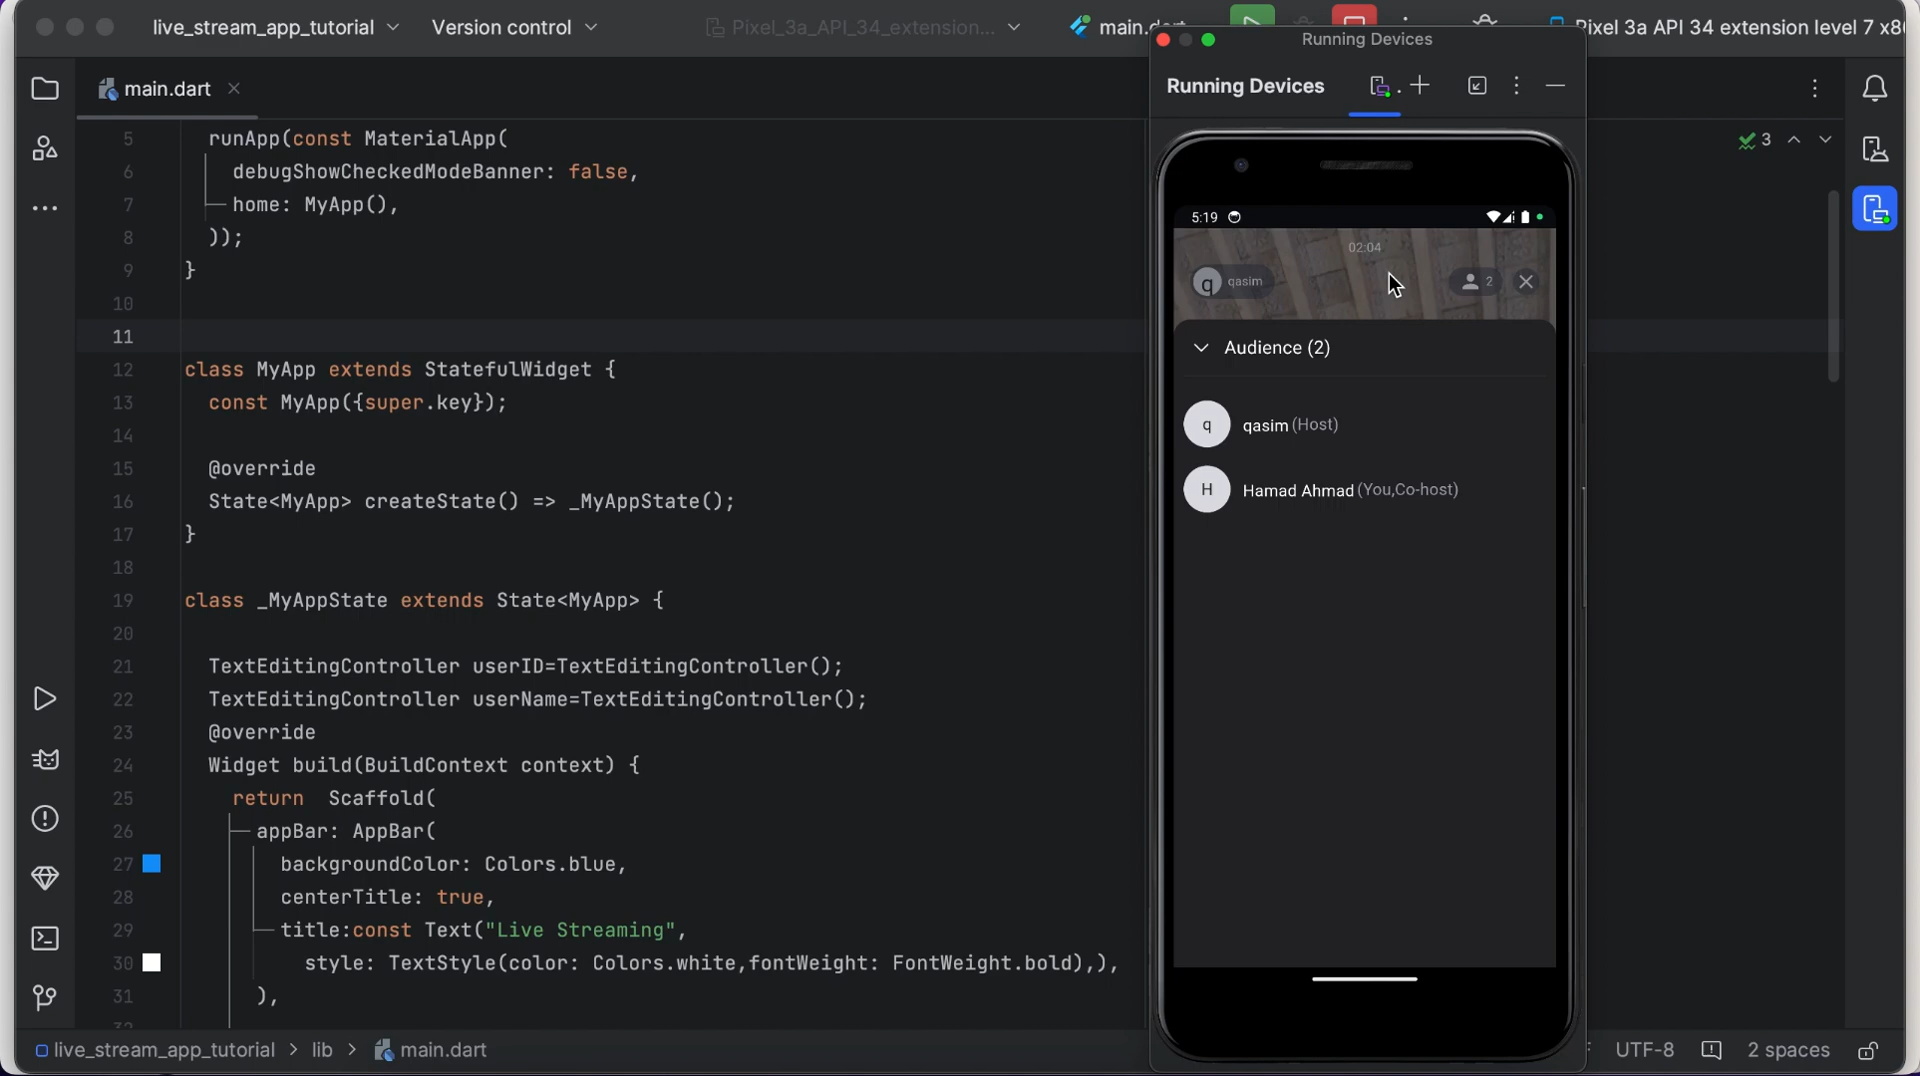 live_stream_app_tutorial
Version control
Pixel_3a_API_34_extension...
main.dart
Pixel 3a API 34 extension level 7 x8
Running Devices
Running Devices
main.dart
3
5 runApp(const MaterialApp(
6 debugShowCheckedModeBanner: false,
7 home: MyApp(),
8 ));
9 }
10
11
12 class MyApp extends StatefulWidget {
13 const MyApp({super.key});
14
15 @override
16 State<MyApp> createState() => _MyAppState();
17 }
18
19 class _MyAppState extends State<MyApp> {
20
21 TextEditingController userID=TextEditingController();
22 TextEditingController userName=TextEditingController();
23 @override
24 Widget build(BuildContext context) {
25 return Scaffold(
26 appBar: AppBar(
27 backgroundColor: Colors.blue,
28 centerTitle: true,
29 title:const Text("Live Streaming",
30 style: TextStyle(color: Colors.white,fontWeight: FontWeight.bold),),
31 ),
5:19
02:04
q qasim 2
Audience (2)
q qasim (Host)
H Hamad Ahmad (You,Co-host)
live_stream_app_tutorial > lib > main.dart
UTF-8 2 spaces